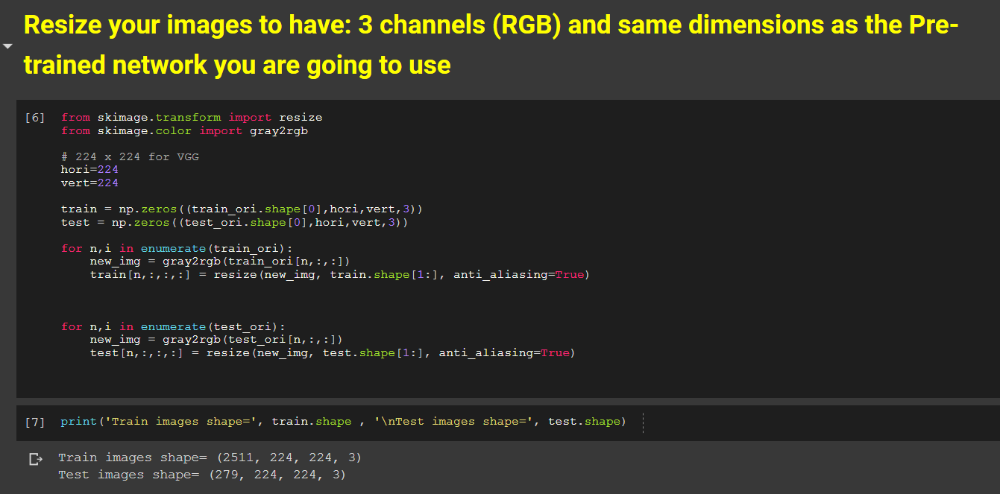 Resize your images to have: 3 channels (RGB) and same dimensions as the Pre-
trained network you are going to use
[6]
from skimage.transform import resize
from skimage.color import gray2rgb
# 224 x 224 for VGG
hori=224
vert=224
train = np.zeros((train_ori.shape[0],hori,vert,3))
test = np.zeros((test_ori.shape[0],hori,vert,3))
for n,i in enumerate(train_ori):
    new_img = gray2rgb(train_ori[n,:,:])
    train[n,:,:,:] = resize(new_img, train.shape[1:], anti_aliasing=True)
for n,i in enumerate(test_ori):
    new_img = gray2rgb(test_ori[n,:,:])
    test[n,:,:,:] = resize(new_img, test.shape[1:], anti_aliasing=True)
[7]
print('Train images shape=', train.shape , '\nTest images shape=', test.shape)
Train images shape= (2511, 224, 224, 3)
Test images shape= (279, 224, 224, 3)